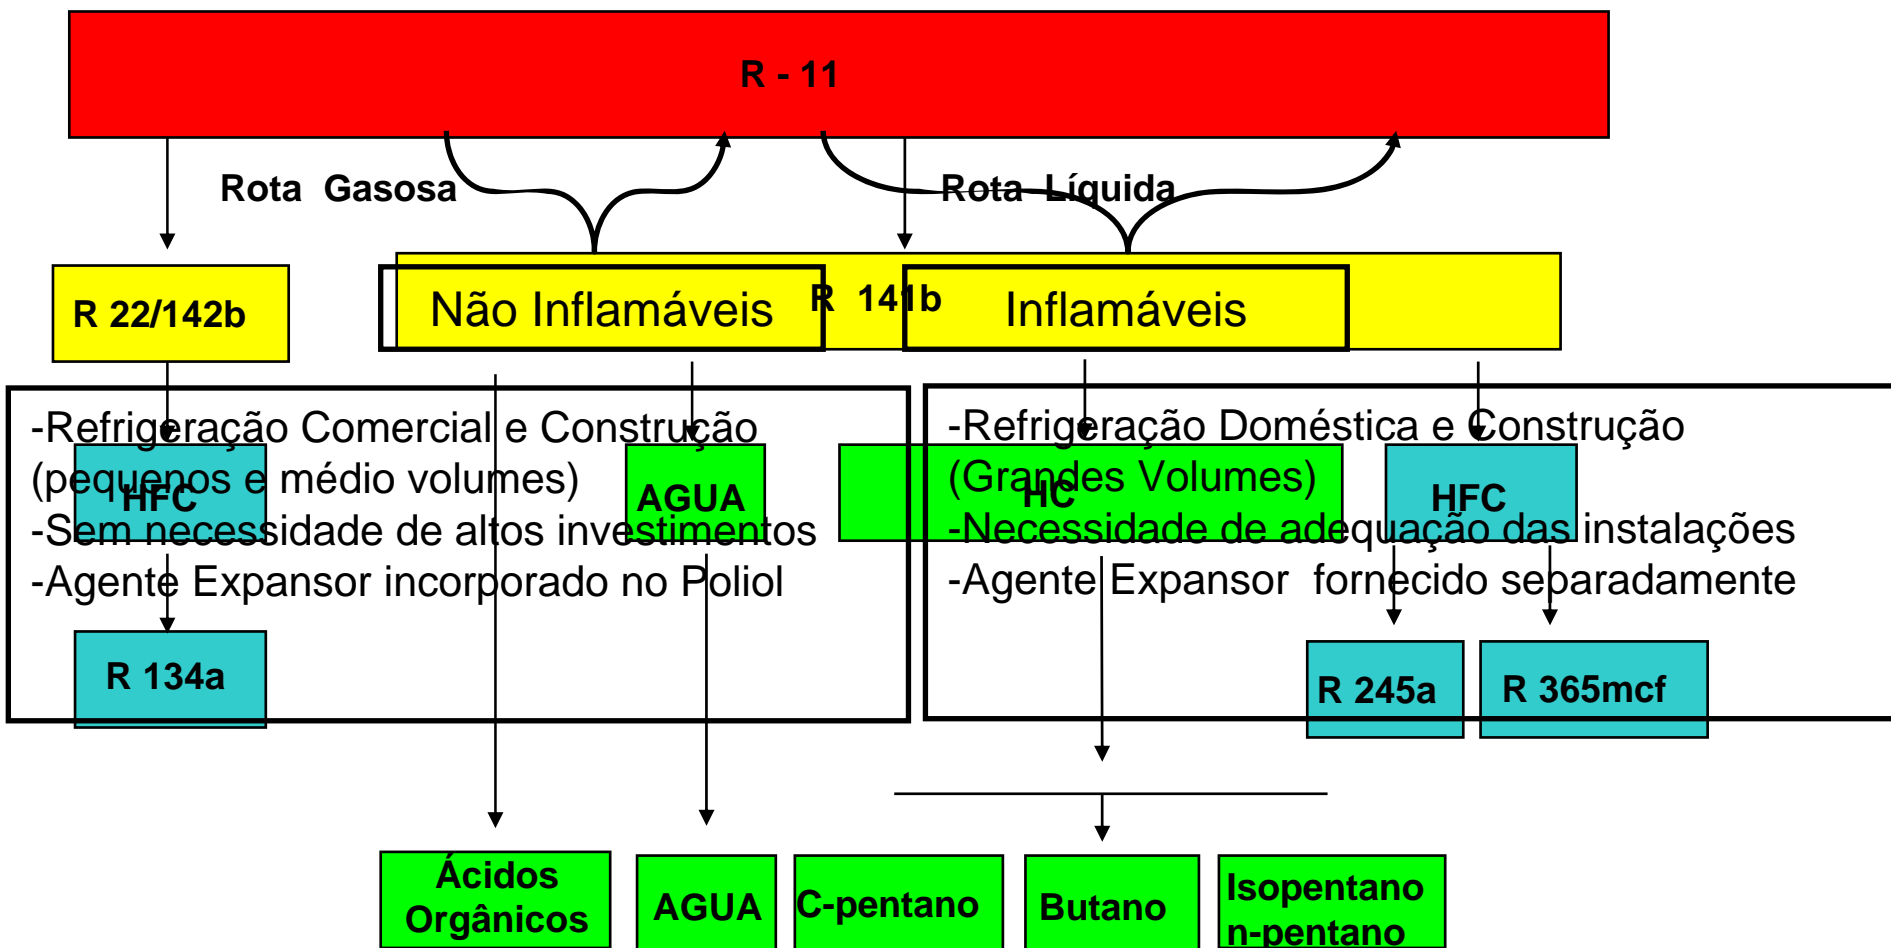 R - 11
Rota Gasosa
Rota Líquida
R 22/142b
Não Inflamáveis
R 141b
Inflamáveis
-Refrigeração Comercial e Construção
(pequenos e médio volumes)
-Sem necessidade de altos investimentos
-Agente Expansor incorporado no Poliol
-Refrigeração Doméstica e Construção
(Grandes Volumes)
-Necessidade de adequação das instalações
-Agente Expansor fornecido separadamente
HFC
AGUA
HC
HFC
R 134a
R 245a
R 365mcf
Ácidos
Orgânicos
AGUA
C-pentano
Butano
Isopentano
n-pentano